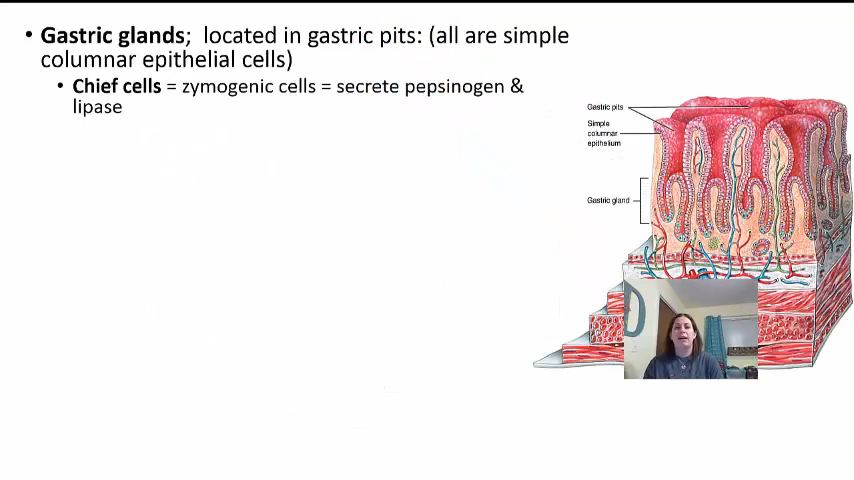 • Gastric glands; located in gastric pits: (all are simple
columnar epithelial cells)
• Chief cells = zymogenic cells = secrete pepsinogen &
lipase
Gastric pits
Simple
columnar
epithelium
Gastric gland